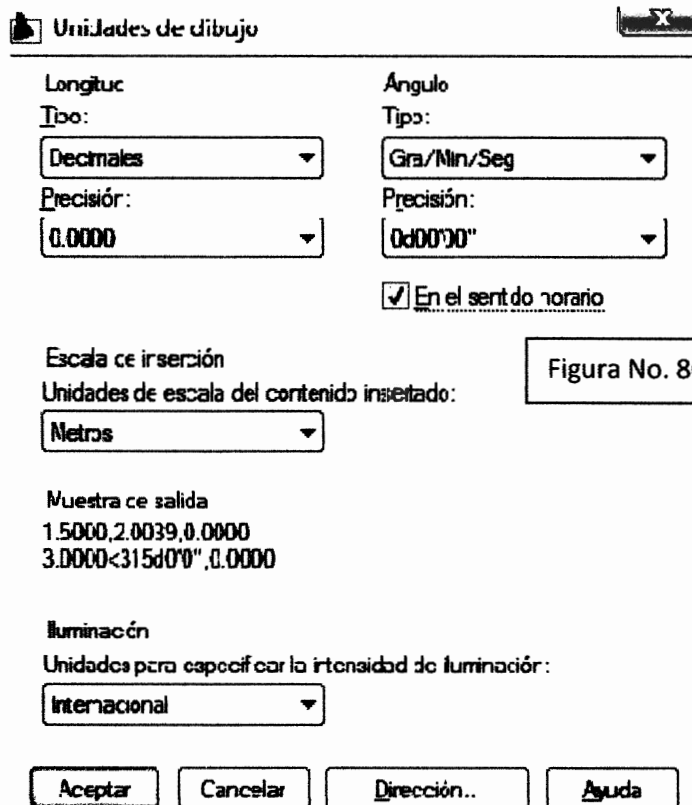 Unidades de dibujo
Longitud
Tipo:
Decimales
Precisión:
0.0000
Ángulo
Tipo:
Gra/Min/Seg
Precisión:
0d00'00"
En el sentido horario
Escala de inserción
Unidades de escala del contenido insertado:
Metros
Figura No. 8
Muestra de salida
1.5000,2.0039,0.0000
3.0000<315d0'0",0.0000
Iluminación
Unidades para especificar la intensidad de iluminación:
Internacional
Aceptar
Cancelar
Dirección..
Ayuda